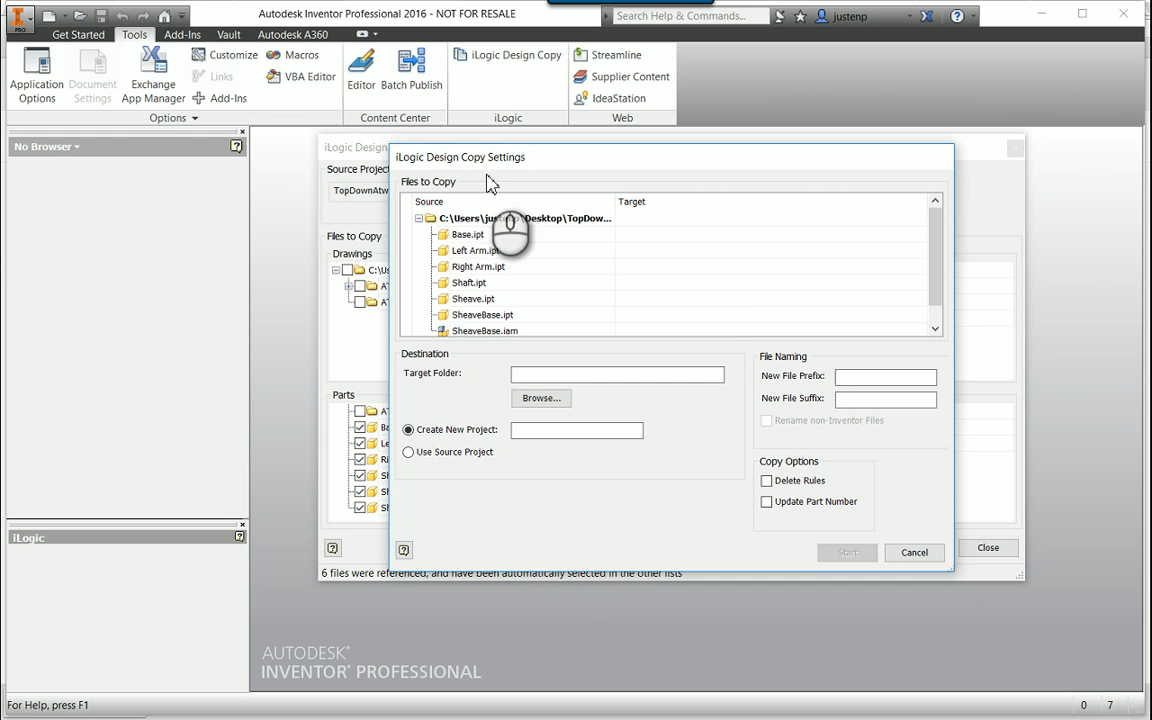 Autodesk Inventor Professional 2016 - NOT FOR RESALE
Search Help & Commands...
justenp
PRO
Get Started Tools Add-Ins Vault Autodesk A360
Application Options
Document Settings
Exchange App Manager
Customize
Links
Add-Ins
Macros
VBA Editor
Editor
Batch Publish
iLogic Design Copy
Streamline
Supplier Content
IdeaStation
Options
Content Center
iLogic
Web
No Browser
iLogic
iLogic Design
Source Project
TopDownAtw
Files to Copy
Drawings
C:\Us
Parts
iLogic Design Copy Settings
Files to Copy
Source Target
Base.ipt
Right Arm.ipt
Shaft.ipt
Sheave.ipt
SheaveBase.ipt
SheaveBase.iam
Destination
Target Folder:
Browse...
Create New Project:
Use Source Project
File Naming
New File Prefix:
New File Suffix:
Rename non-Inventor Files
Copy Options
Delete Rules
Update Part Number
Start
Cancel
Close
6 files were referenced, and have been automatically selected in the other lists
AUTODESK®
INVENTOR® PROFESSIONAL
For Help, press F1
0 7